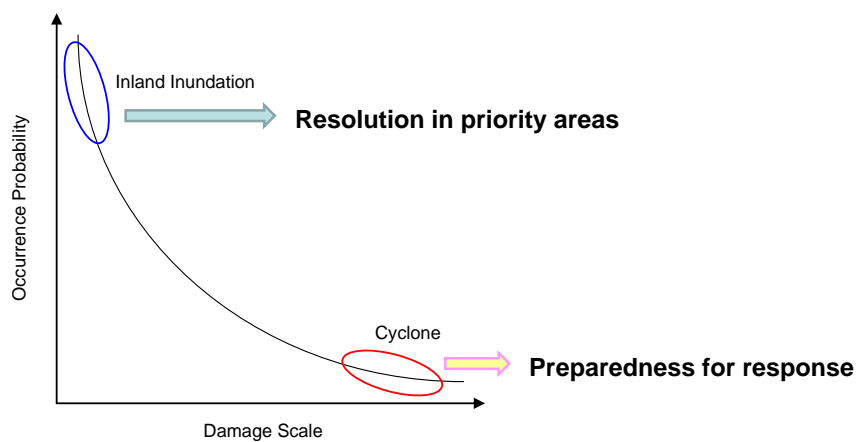 Inland Inundation
Resolution in priority areas
Occurrence Probability
Cyclone
Preparedness for response
Damage Scale